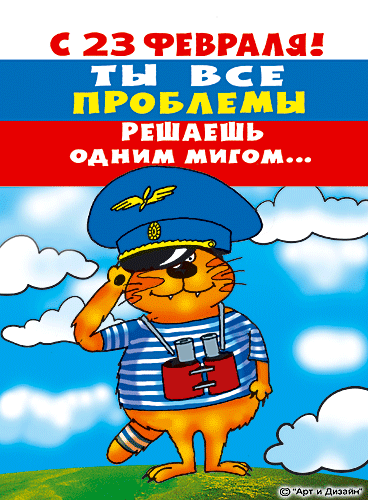 С 23 ФЕВРАЛЯ!
ТЫ ВСЕ
ПРОБЛЕМЫ
РЕШАЕШЬ
ОДНИМ МИГОМ...
© "Арт и Дизайн"